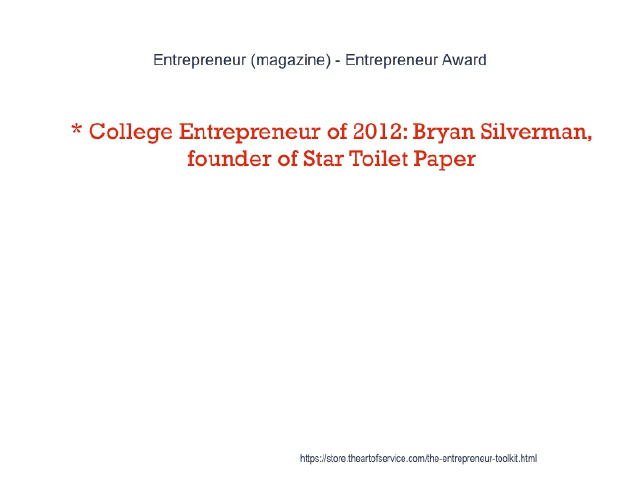 Entrepreneur (magazine) - Entrepreneur Award
* College Entrepreneur of 2012: Bryan Silverman,
founder of Star Toilet Paper
https://store.theartofservice.com/the-entrepreneur-toolkit.html